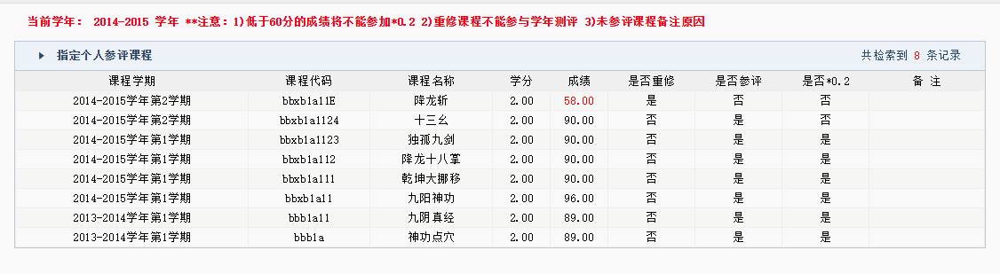 当前学年： 2014-2015 学年 **注意：1)低于60分的成绩将不能参加*0.2 2)重修课程不能参与学年测评 3)未参评课程备注原因
指定个人参评课程 共检索到 8 条记录
课程学期 课程代码 课程名称 学分 成绩 是否重修 是否参评 是否*0.2 备 注
2014-2015学年第2学期 bbxb1a11E 降龙斩 2.00 58.00 是 否 否
2014-2015学年第2学期 bbxb1a1124 十三幺 2.00 90.00 否 是 否
2014-2015学年第1学期 bbxb1a1123 独孤九剑 2.00 90.00 否 是 是
2014-2015学年第1学期 bbxb1a112 降龙十八掌 2.00 90.00 否 是 是
2014-2015学年第1学期 bbxb1a111 乾坤大挪移 2.00 90.00 否 是 是
2014-2015学年第1学期 bbxb1a11 九阳神功 2.00 96.00 否 是 是
2013-2014学年第1学期 bbb1a11 九阴真经 2.00 89.00 否 是 是
2013-2014学年第1学期 bbb1a 神功点穴 2.00 89.00 否 是 是